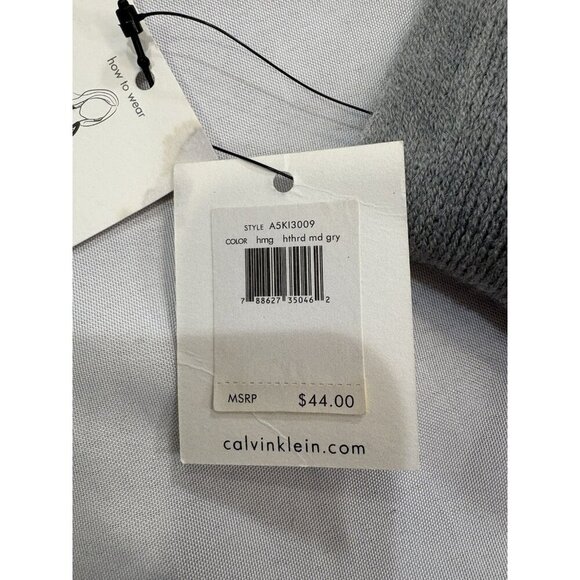 how to wear
STYLE A5KI3009
COLOR hmg hthrd md gry
7 88627 35046 2
MSRP $44.00
calvinklein.com